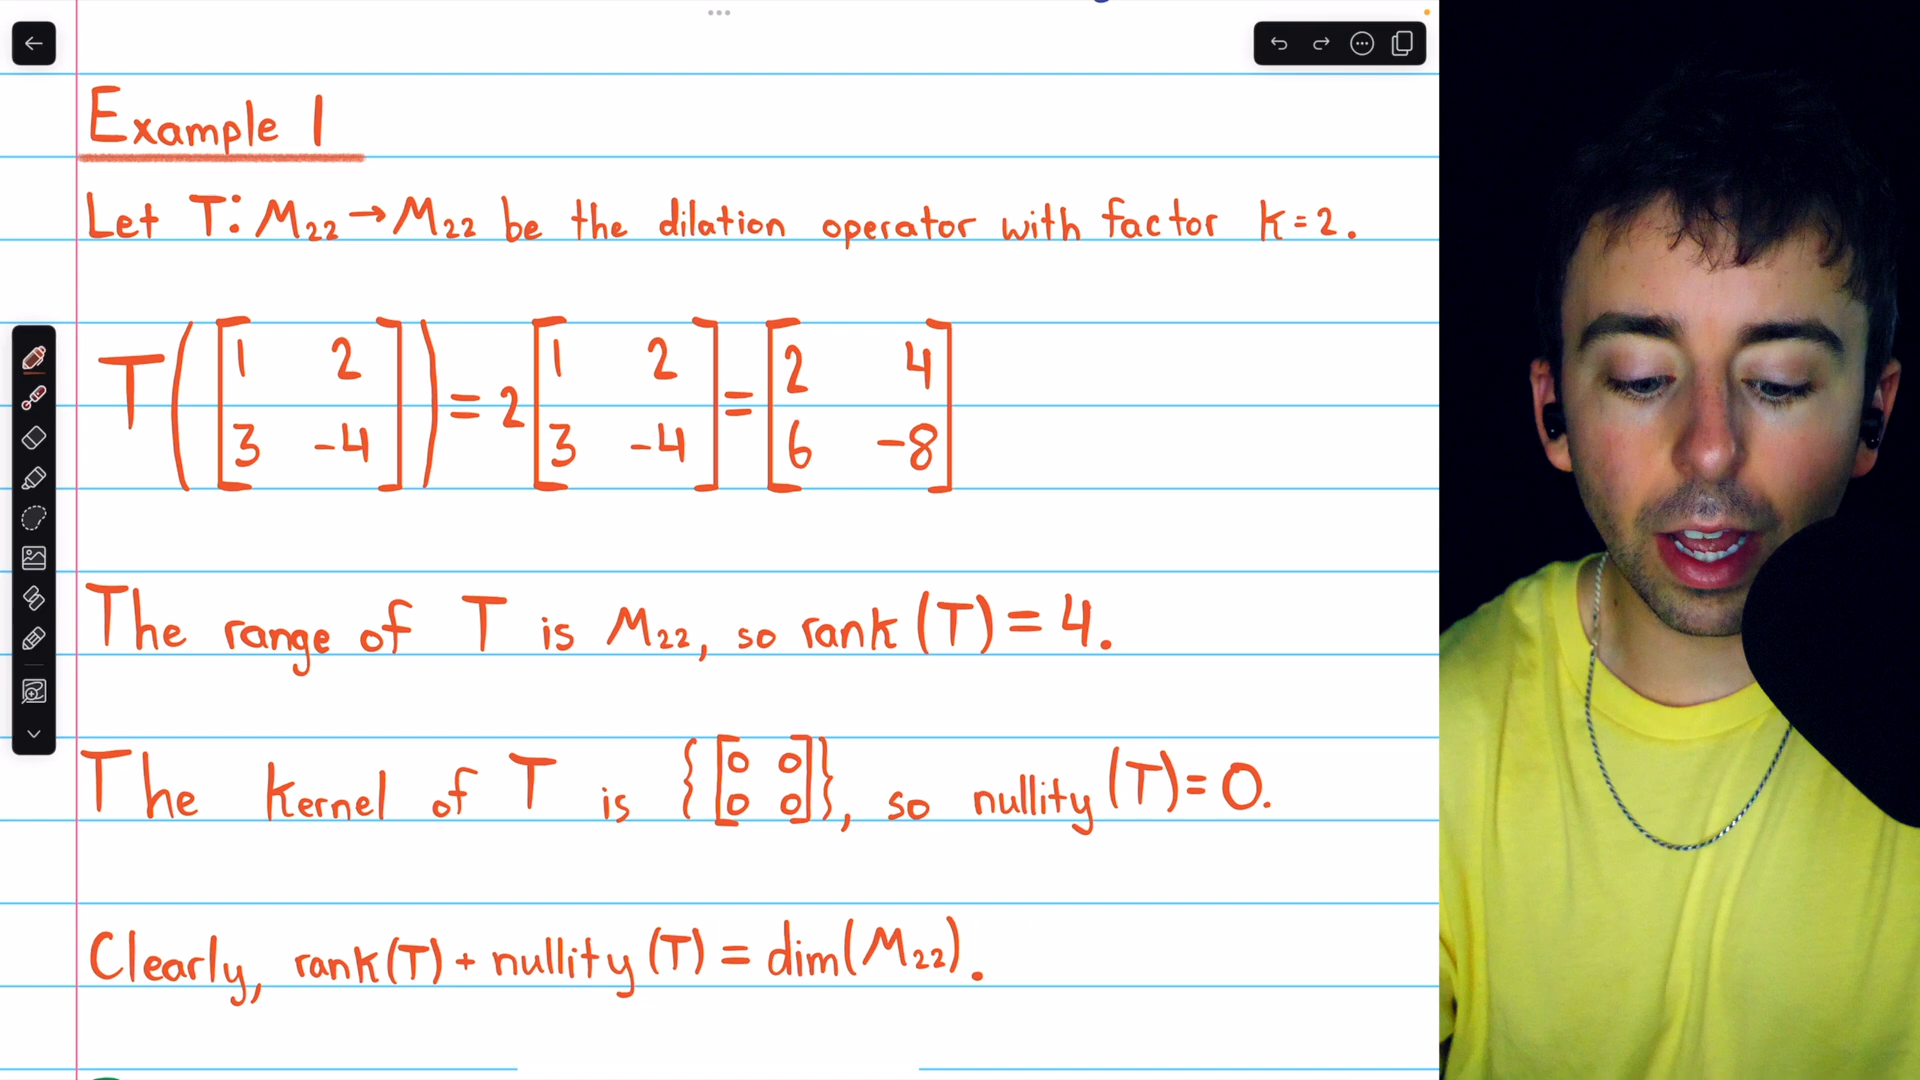 Example 1
Let T: M₂₂ → M₂₂ be the dilation operator with factor k = 2.
T([1 2; 3 -4]) = 2[1 2; 3 -4] = [2 4; 6 -8]
The range of T is M₂₂, so rank (T) = 4.
The kernel of T is {[0 0; 0 0]}, so nullity (T) = 0.
Clearly, rank(T) + nullity (T) = dim(M₂₂).